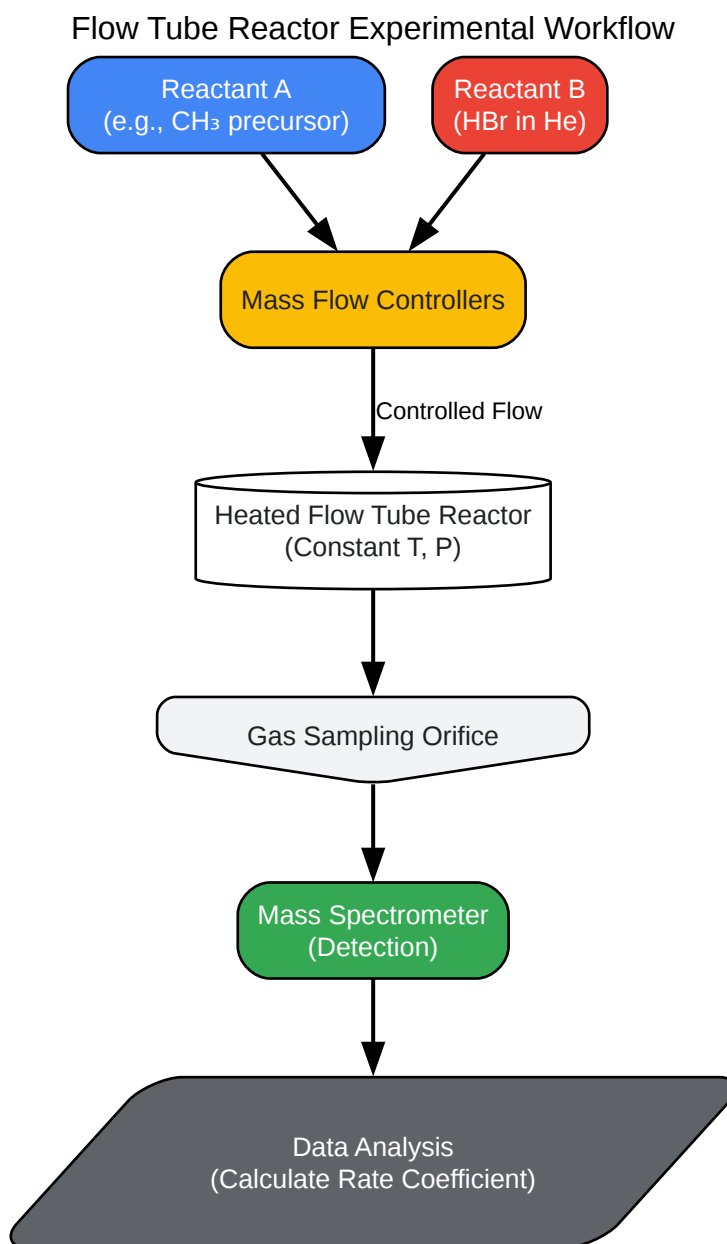 Flow Tube Reactor Experimental Workflow
Reactant A
(e.g., CH₃ precursor)
Reactant B
(HBr in He)
Mass Flow Controllers
Controlled Flow
Heated Flow Tube Reactor
(Constant T, P)
Gas Sampling Orifice
Mass Spectrometer
(Detection)
Data Analysis
(Calculate Rate Coefficient)